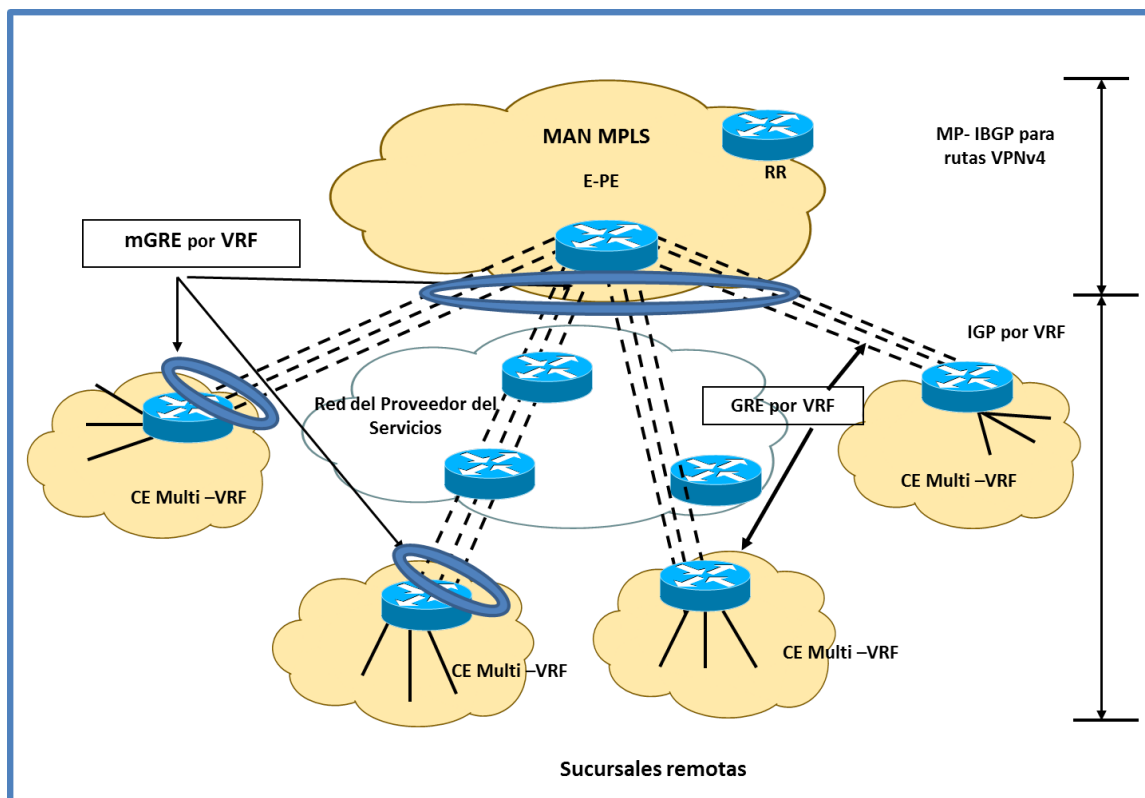 MAN MPLS
RR
E-PE
MP- IBGP para
rutas VPNv4
mGRE por VRF
IGP por VRF
Red del Proveedor del
Servicios
GRE por VRF
CE Multi –VRF
CE Multi –VRF
CE Multi –VRF
CE Multi –VRF
Sucursales remotas